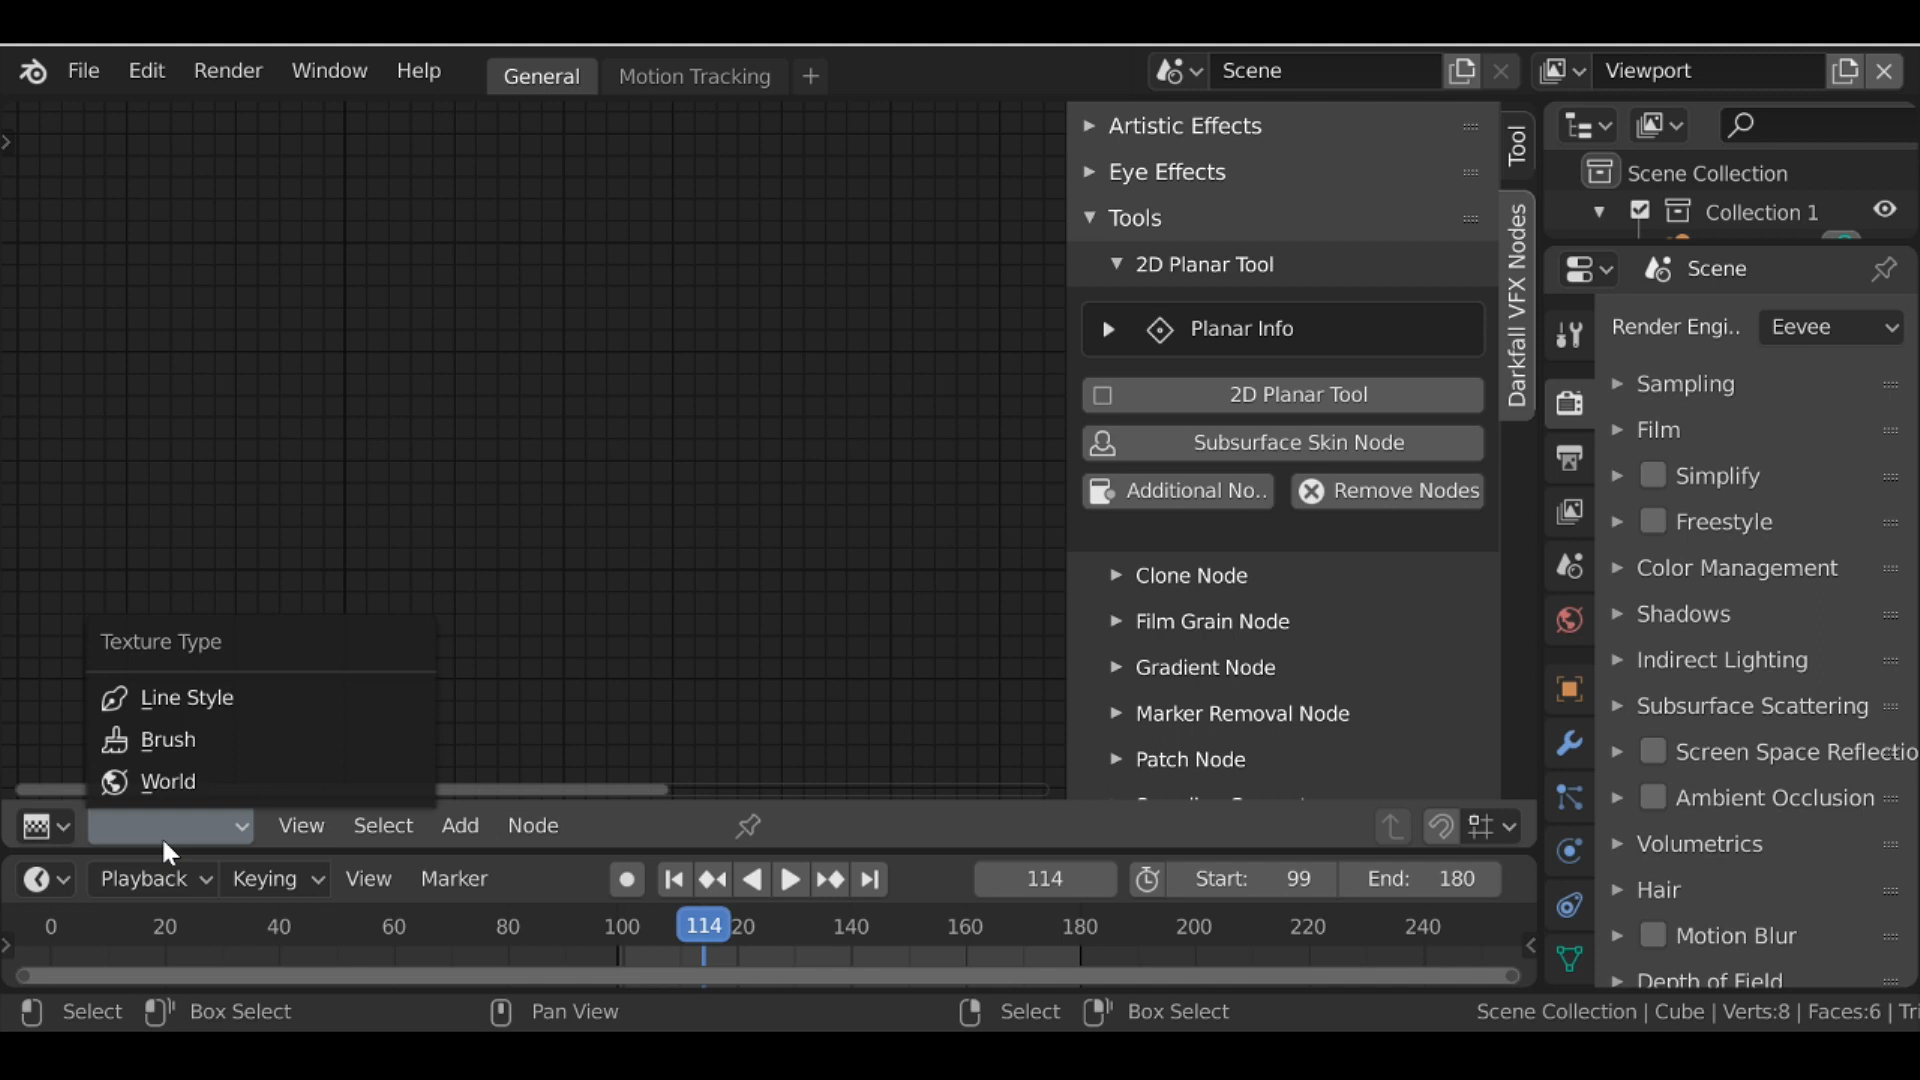 File Edit Render Window Help General Motion Tracking + Scene Viewport
Artistic Effects
Eye Effects
Tools
2D Planar Tool
Planar Info
2D Planar Tool
Subsurface Skin Node
Additional No.. Remove Nodes
Clone Node
Film Grain Node
Gradient Node
Marker Removal Node
Patch Node
Tool
Darkfall VFX Nodes
Scene Collection
Collection 1
Scene
Render Engi.. Eevee
Sampling
Film
Simplify
Freestyle
Color Management
Shadows
Indirect Lighting
Subsurface Scattering
Screen Space Reflectio
Ambient Occlusion
Volumetrics
Hair
Motion Blur
Depth of Field
Texture Type
Line Style
Brush
World
View Select Add Node
Playback Keying View Marker 114 Start: 99 End: 180
0 20 40 60 80 100 114 20 140 160 180 200 220 240
Select Box Select Pan View Select Box Select Scene Collection | Cube | Verts:8 | Faces:6 | Tri